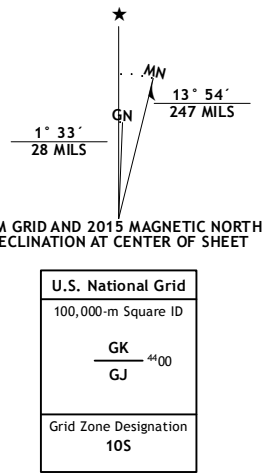 ★
MN
13° 54´
247 MILS
GN
1° 33´
28 MILS
M GRID AND 2015 MAGNETIC NORTH
ECLINATION AT CENTER OF SHEET
U.S. National Grid
100,000-m Square ID
GK
4400
GJ
Grid Zone Designation
10S